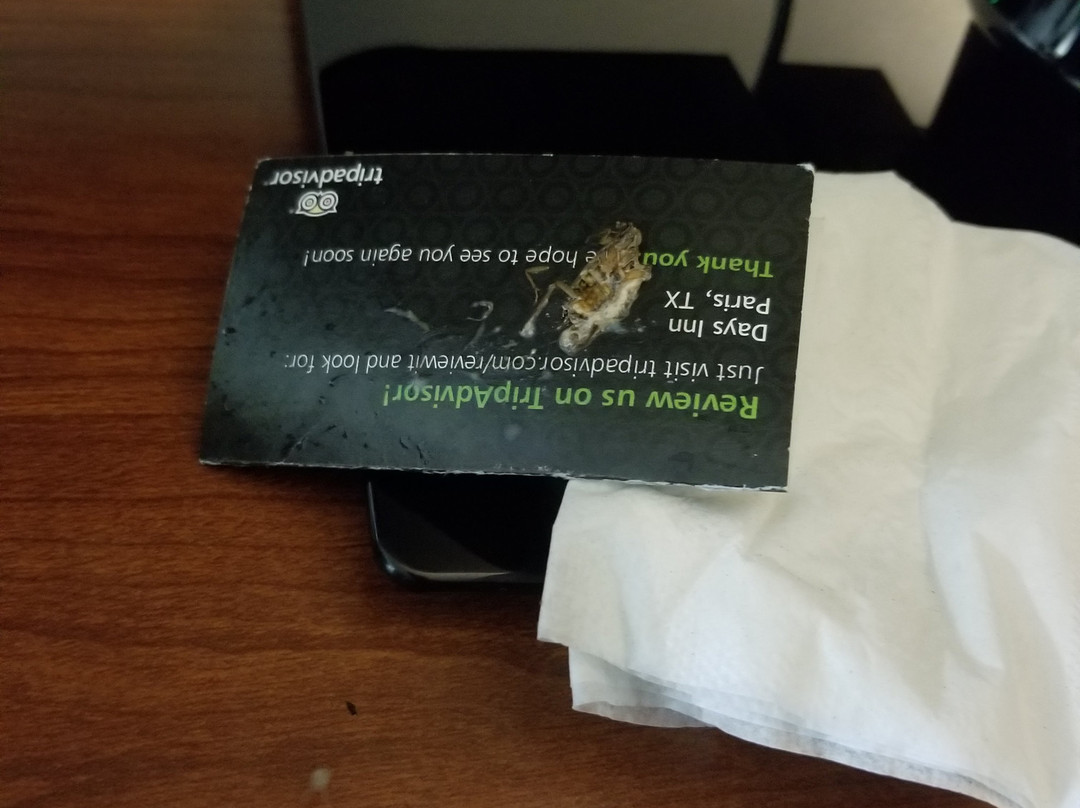 Review us on TripAdvisor!
Just visit tripadvisor.com/reviewit and look for:
Days Inn
Paris, TX
Thank you hope to see you again soon!
tripadvisor